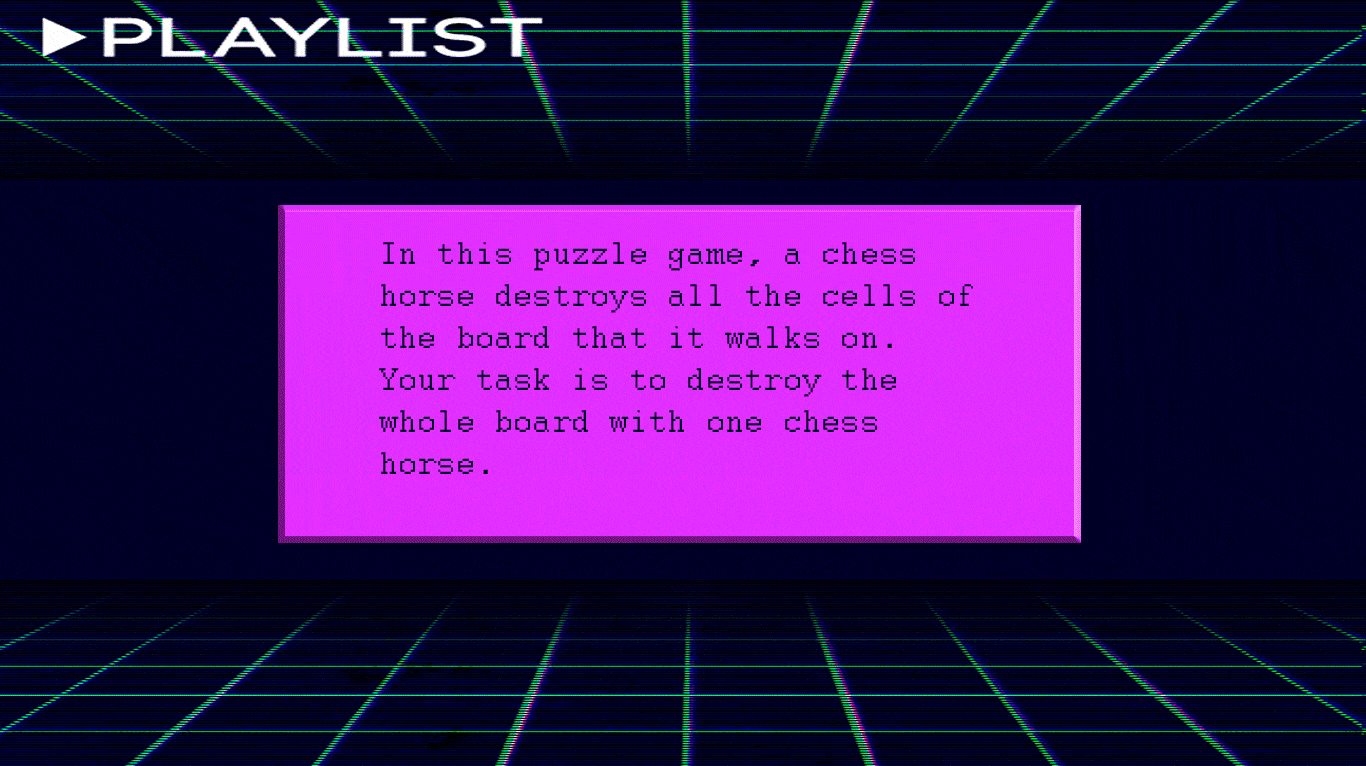 ▶PLAYLIST
In this puzzle game, a chess
horse destroys all the cells of
the board that it walks on.
Your task is to destroy the
whole board with one chess
horse.